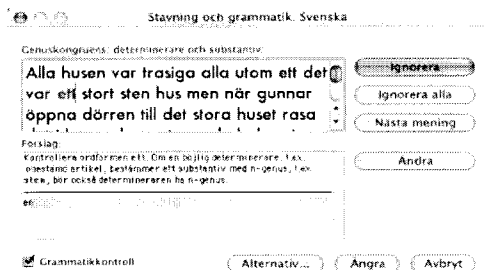 Stavning och grammatik. Svenska
Genuskongruens: determinerare och substantiv:
Alla husen var trasiga alla utom ett det
var ett stort sten hus men när gunnar
öppna dörren till det stora huset rasa
Ignorera
Ignorera alla
Nästa mening
Förslag:
Kontrollera ordformen ett. Om en böjlig determinerare, t.ex.
obestämd artikel, bestämmer ett substantiv med n-genus, t.ex.
sten, bör också determineraren ha n-genus.
en
Ändra
Grammatikkontroll
Alternativ...
Ångra
Avbryt